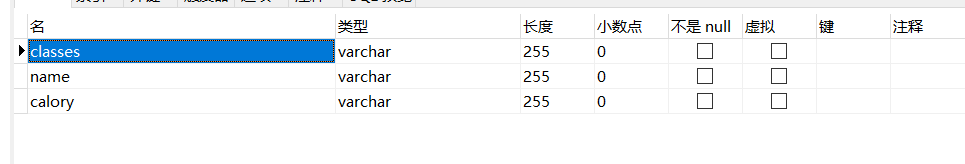 名 类型 长度 小数点 不是 null 虚拟 键 注释
classes varchar 255 0
name varchar 255 0
calory varchar 255 0